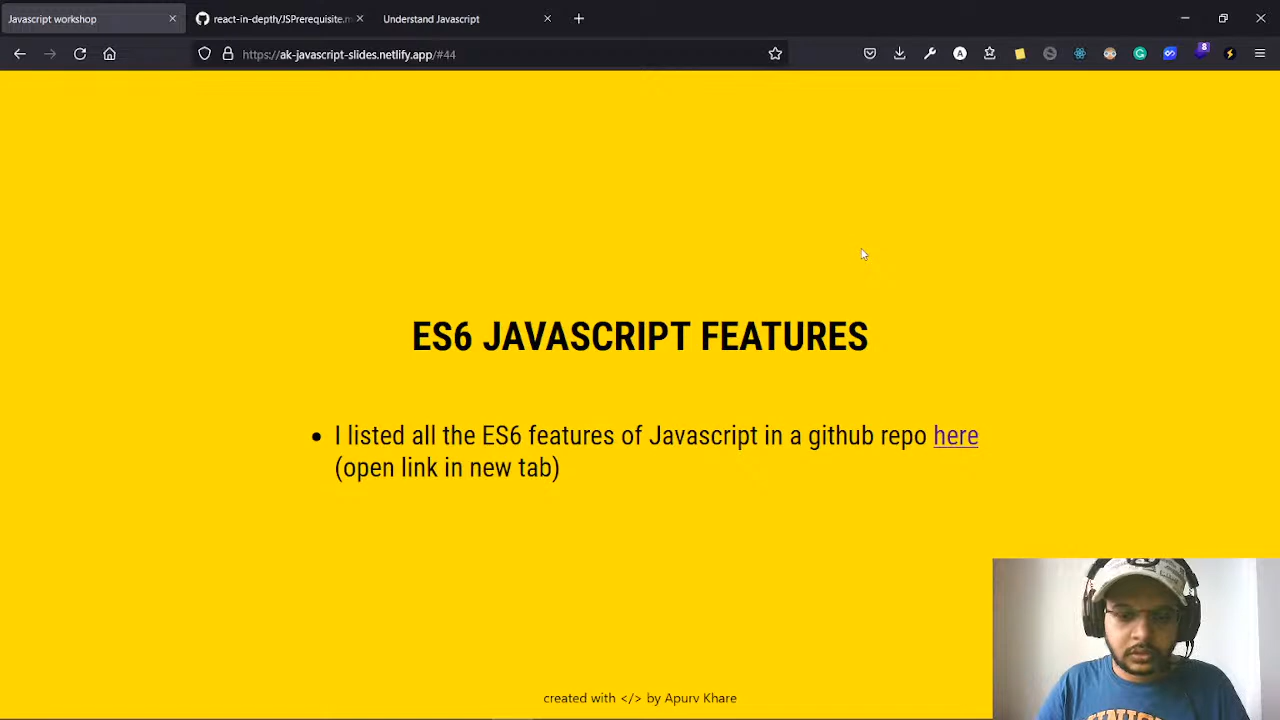 Javascript workshop
react-in-depth/JSPrerequisite.m
Understand Javascript
https://ak-javascript-slides.netlify.app/#44
ES6 JAVASCRIPT FEATURES
• I listed all the ES6 features of Javascript in a github repo here
(open link in new tab)
created with </> by Apurv Khare